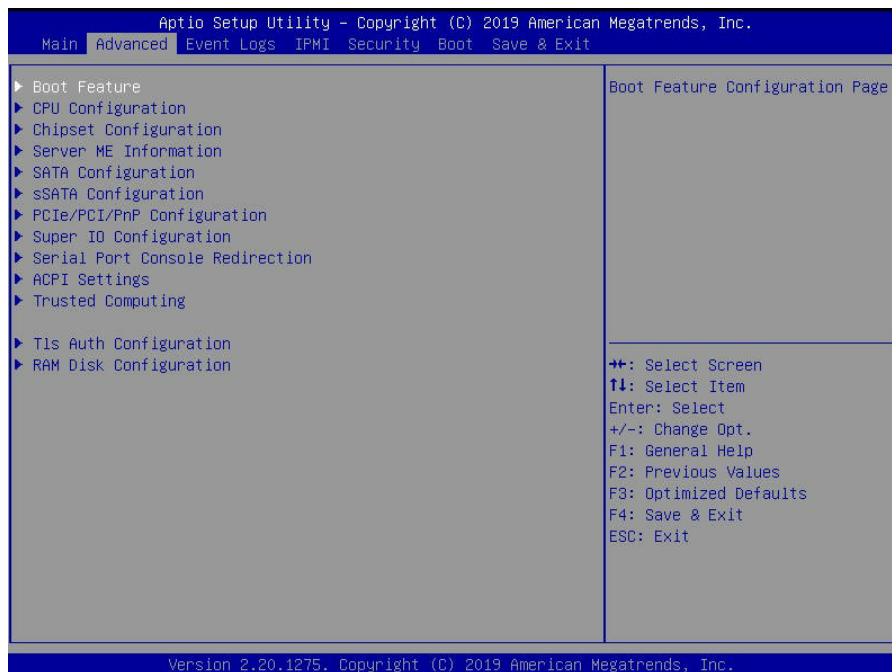 Aptio Setup Utility – Copyright (C) 2019 American Megatrends, Inc.
Main Advanced Event Logs IPMI Security Boot Save & Exit
▶ Boot Feature
▶ CPU Configuration
▶ Chipset Configuration
▶ Server ME Information
▶ SATA Configuration
▶ sSATA Configuration
▶ PCIe/PCI/PnP Configuration
▶ Super IO Configuration
▶ Serial Port Console Redirection
▶ ACPI Settings
▶ Trusted Computing
▶ Tls Auth Configuration
▶ RAM Disk Configuration
Boot Feature Configuration Page
→←: Select Screen
↑↓: Select Item
Enter: Select
+/-: Change Opt.
F1: General Help
F2: Previous Values
F3: Optimized Defaults
F4: Save & Exit
ESC: Exit
Version 2.20.1275. Copyright (C) 2019 American Megatrends, Inc.